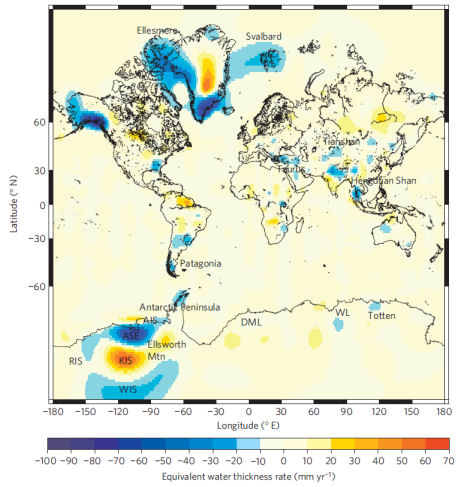 Ellesmere
Svalbard
60
Tianshan
30
Taurus
Hengduan Shan
0
Latitude (° N)
−30
Patagonia
−60
Antarctic Peninsula
AIS
DML
WL
Totten
ASE
Ellsworth
Mtn
RIS
KIS
WIS
−180 −150 −120 −90 −60 −30 0 30 60 90 120 150 180
Longitude (° E)
−100 −90 −80 −70 −60 −50 −40 −30 −20 −10 0 10 20 30 40 50 60 70
Equivalent water thickness rate (mm yr⁻¹)